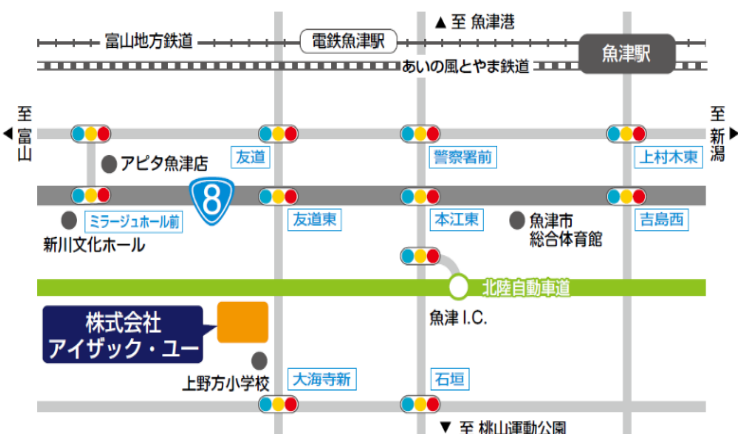 ▲ 至 魚津港
富山地方鉄道
電鉄魚津駅
魚津駅
あいの風とやま鉄道
至
富
山
◀
至
新
潟
▶
アピタ魚津店
友道
警察署前
上村木東
8
ミラージュホール前
友道東
本江東
吉島西
新川文化ホール
魚津市
総合体育館
北陸自動車道
魚津 I.C.
株式会社
アイザック・ユー
上野方小学校
大海寺新
石垣
▼ 至 桃山運動公園